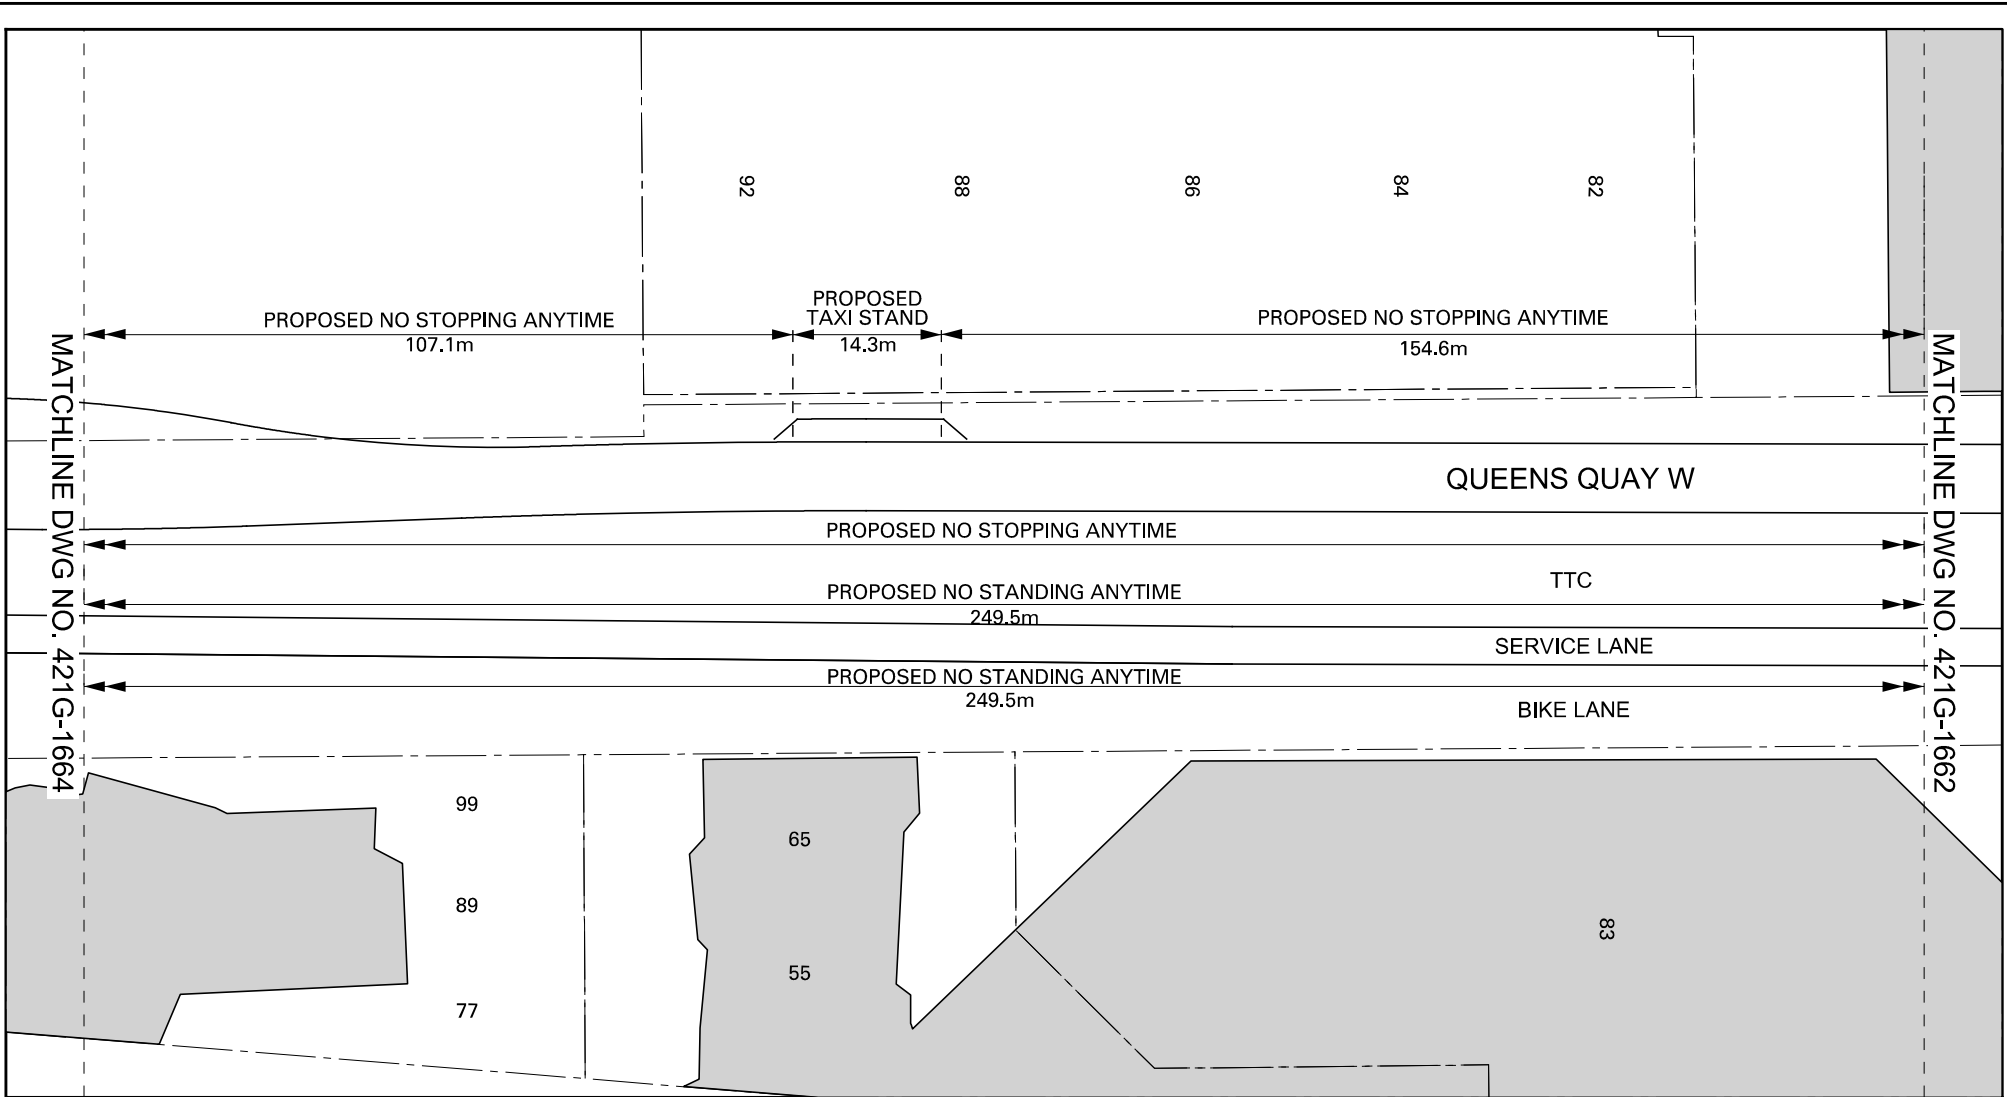 92
88
86
84
82
PROPOSED NO STOPPING ANYTIME
107.1m
PROPOSED
TAXI STAND
14.3m
PROPOSED NO STOPPING ANYTIME
154.6m
MATCHLINE DWG NO. 421G-1664
MATCHLINE DWG NO. 421G-1662
QUEENS QUAY W
PROPOSED NO STOPPING ANYTIME
TTC
PROPOSED NO STANDING ANYTIME
249.5m
SERVICE LANE
PROPOSED NO STANDING ANYTIME
249.5m
BIKE LANE
99
65
89
83
55
77